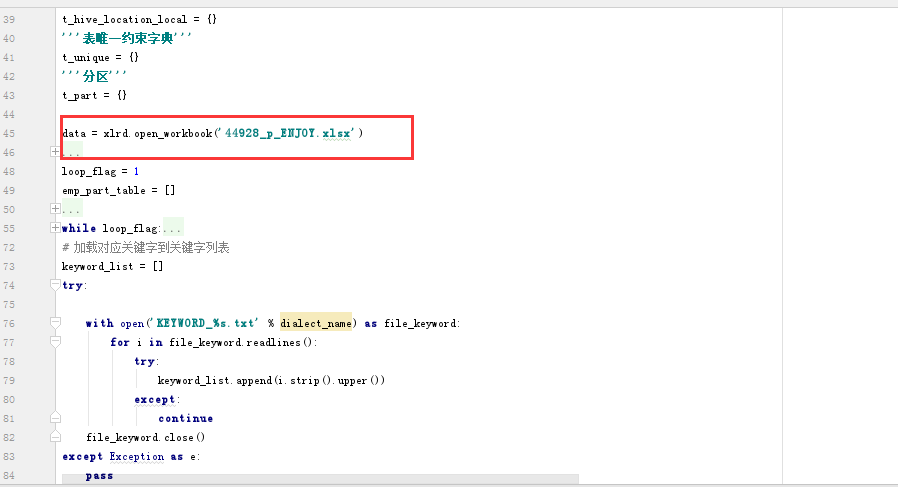 39 t_hive_location_local = {}
40 '''表唯一约束字典'''
41 t_unique = {}
42 '''分区'''
43 t_part = {}
44
45 data = xlrd.open_workbook('44928_p_ENJOY.xlsx')
46 ...
48 loop_flag = 1
49 emp_part_table = []
50 ...
55 while loop_flag:...
72 # 加载对应关键字到关键字列表
73 keyword_list = []
74 try:
75
76 with open('KEYWORD_%s.txt' % dialect_name) as file_keyword:
77 for i in file_keyword.readlines():
78 try:
79 keyword_list.append(i.strip().upper())
80 except:
81 continue
82 file_keyword.close()
83 except Exception as e:
84 pass